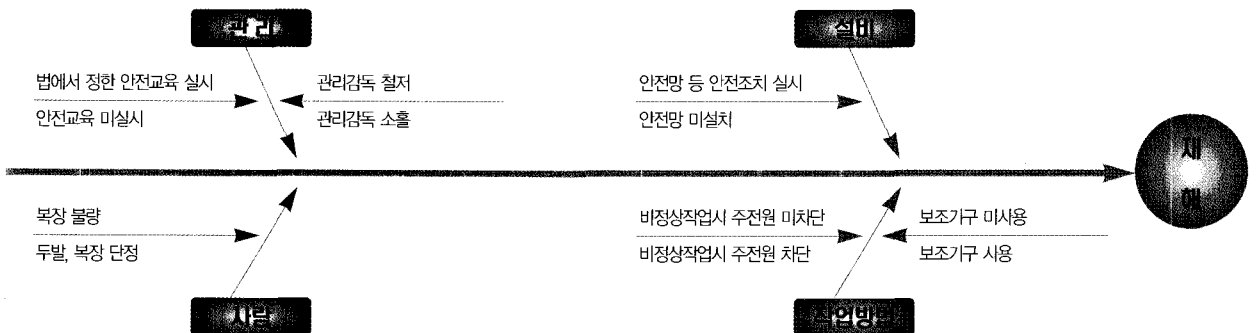 관리
설비
법에서 정한 안전교육 실시
관리감독 철저
안전망 등 안전조치 실시
안전교육 미실시
관리감독 소홀
안전망 미설치
재
해
복장 불량
비정상작업시 주전원 미차단
보조기구 미사용
두발, 복장 단정
비정상작업시 주전원 차단
보조기구 사용
사람
작업방법